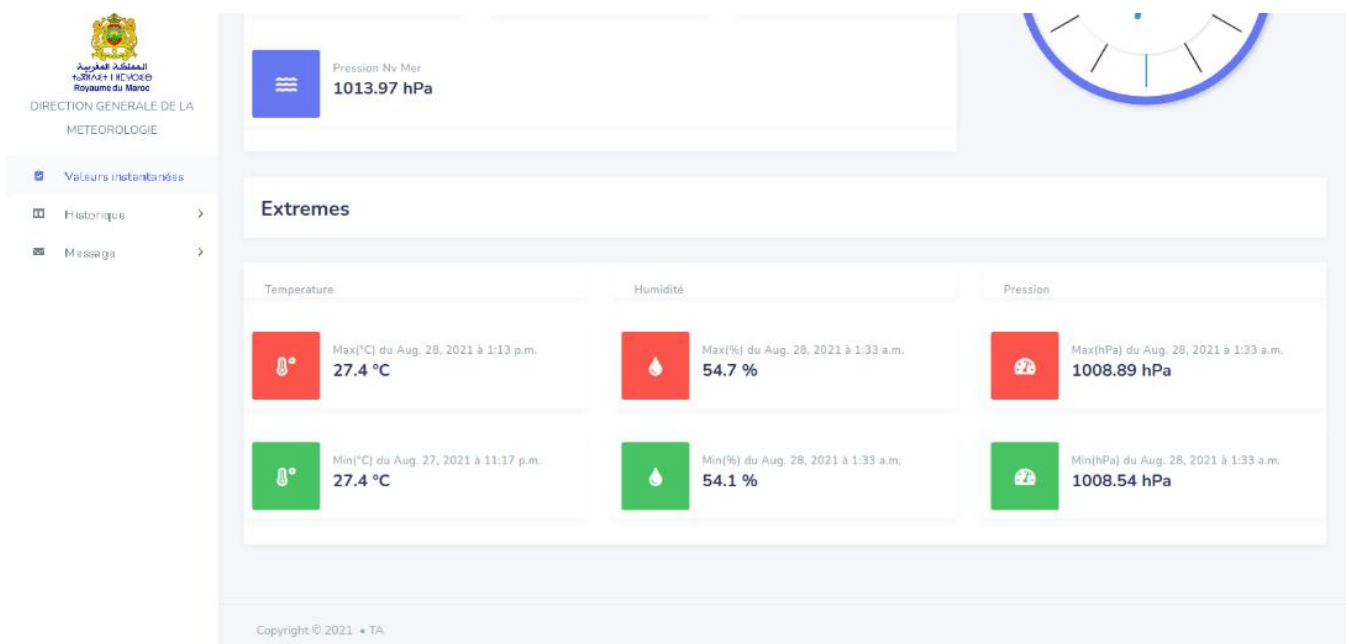 المملكة المغربية
ⵜⴰⴳⵍⴷⵉⵜ ⵏ ⵍⵎⵖⵔⵉⴱ
Royaume du Maroc
DIRECTION GENERALE DE LA
METEOROLOGIE
Valeurs instantanées
Historique
Message
Pression Nv Mer
1013.97 hPa
Extremes
Temperature
Humidité
Pression
Max(°C) du Aug. 28, 2021 à 1:13 p.m.
27.4 °C
Max(%) du Aug. 28, 2021 à 1:33 a.m.
54.7 %
Max(hPa) du Aug. 28, 2021 à 1:33 a.m.
1008.89 hPa
Min(°C) du Aug. 27, 2021 à 11:17 p.m.
27.4 °C
Min(%) du Aug. 28, 2021 à 1:33 a.m.
54.1 %
Min(hPa) du Aug. 28, 2021 à 1:33 a.m.
1008.54 hPa
Copyright © 2021 • TA